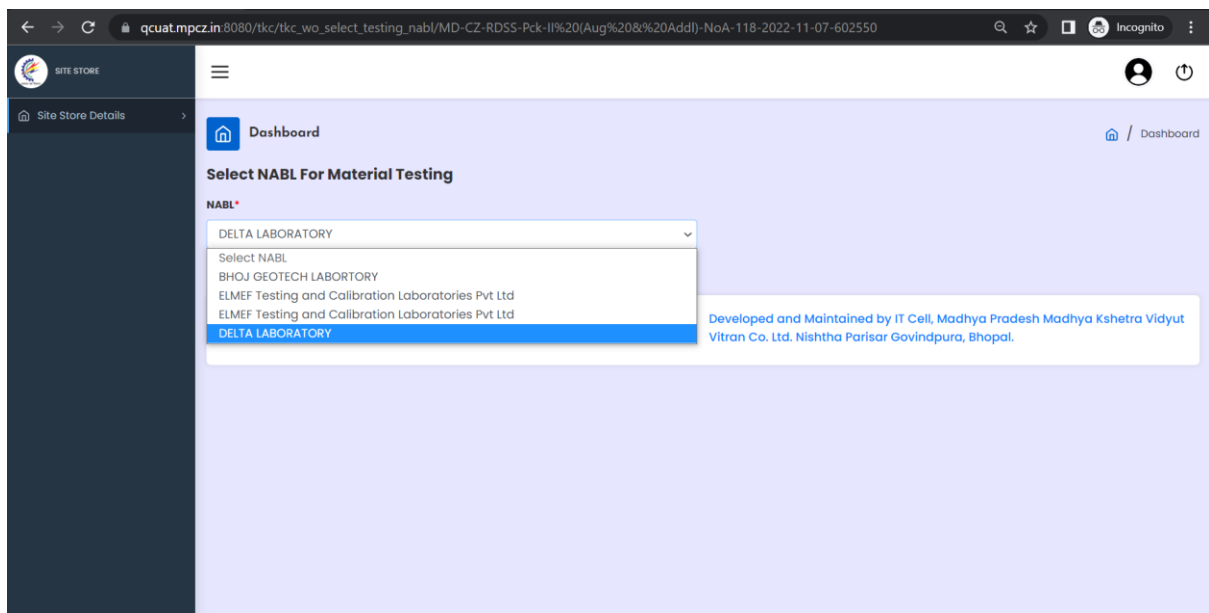 qcuat.mpcz.in:8080/tkc/tkc_wo_select_testing_nabl/MD-CZ-RDSS-Pck-II%20(Aug%20&%20Addl)-NoA-118-2022-11-07-602550
Incognito
SITE STORE
Site Store Details
Dashboard
/ Dashboard
Select NABL For Material Testing
NABL*
DELTA LABORATORY
Select NABL
BHOJ GEOTECH LABORTORY
ELMEF Testing and Calibration Laboratories Pvt Ltd
ELMEF Testing and Calibration Laboratories Pvt Ltd
DELTA LABORATORY
Developed and Maintained by IT Cell, Madhya Pradesh Madhya Kshetra Vidyut
Vitran Co. Ltd. Nishtha Parisar Govindpura, Bhopal.